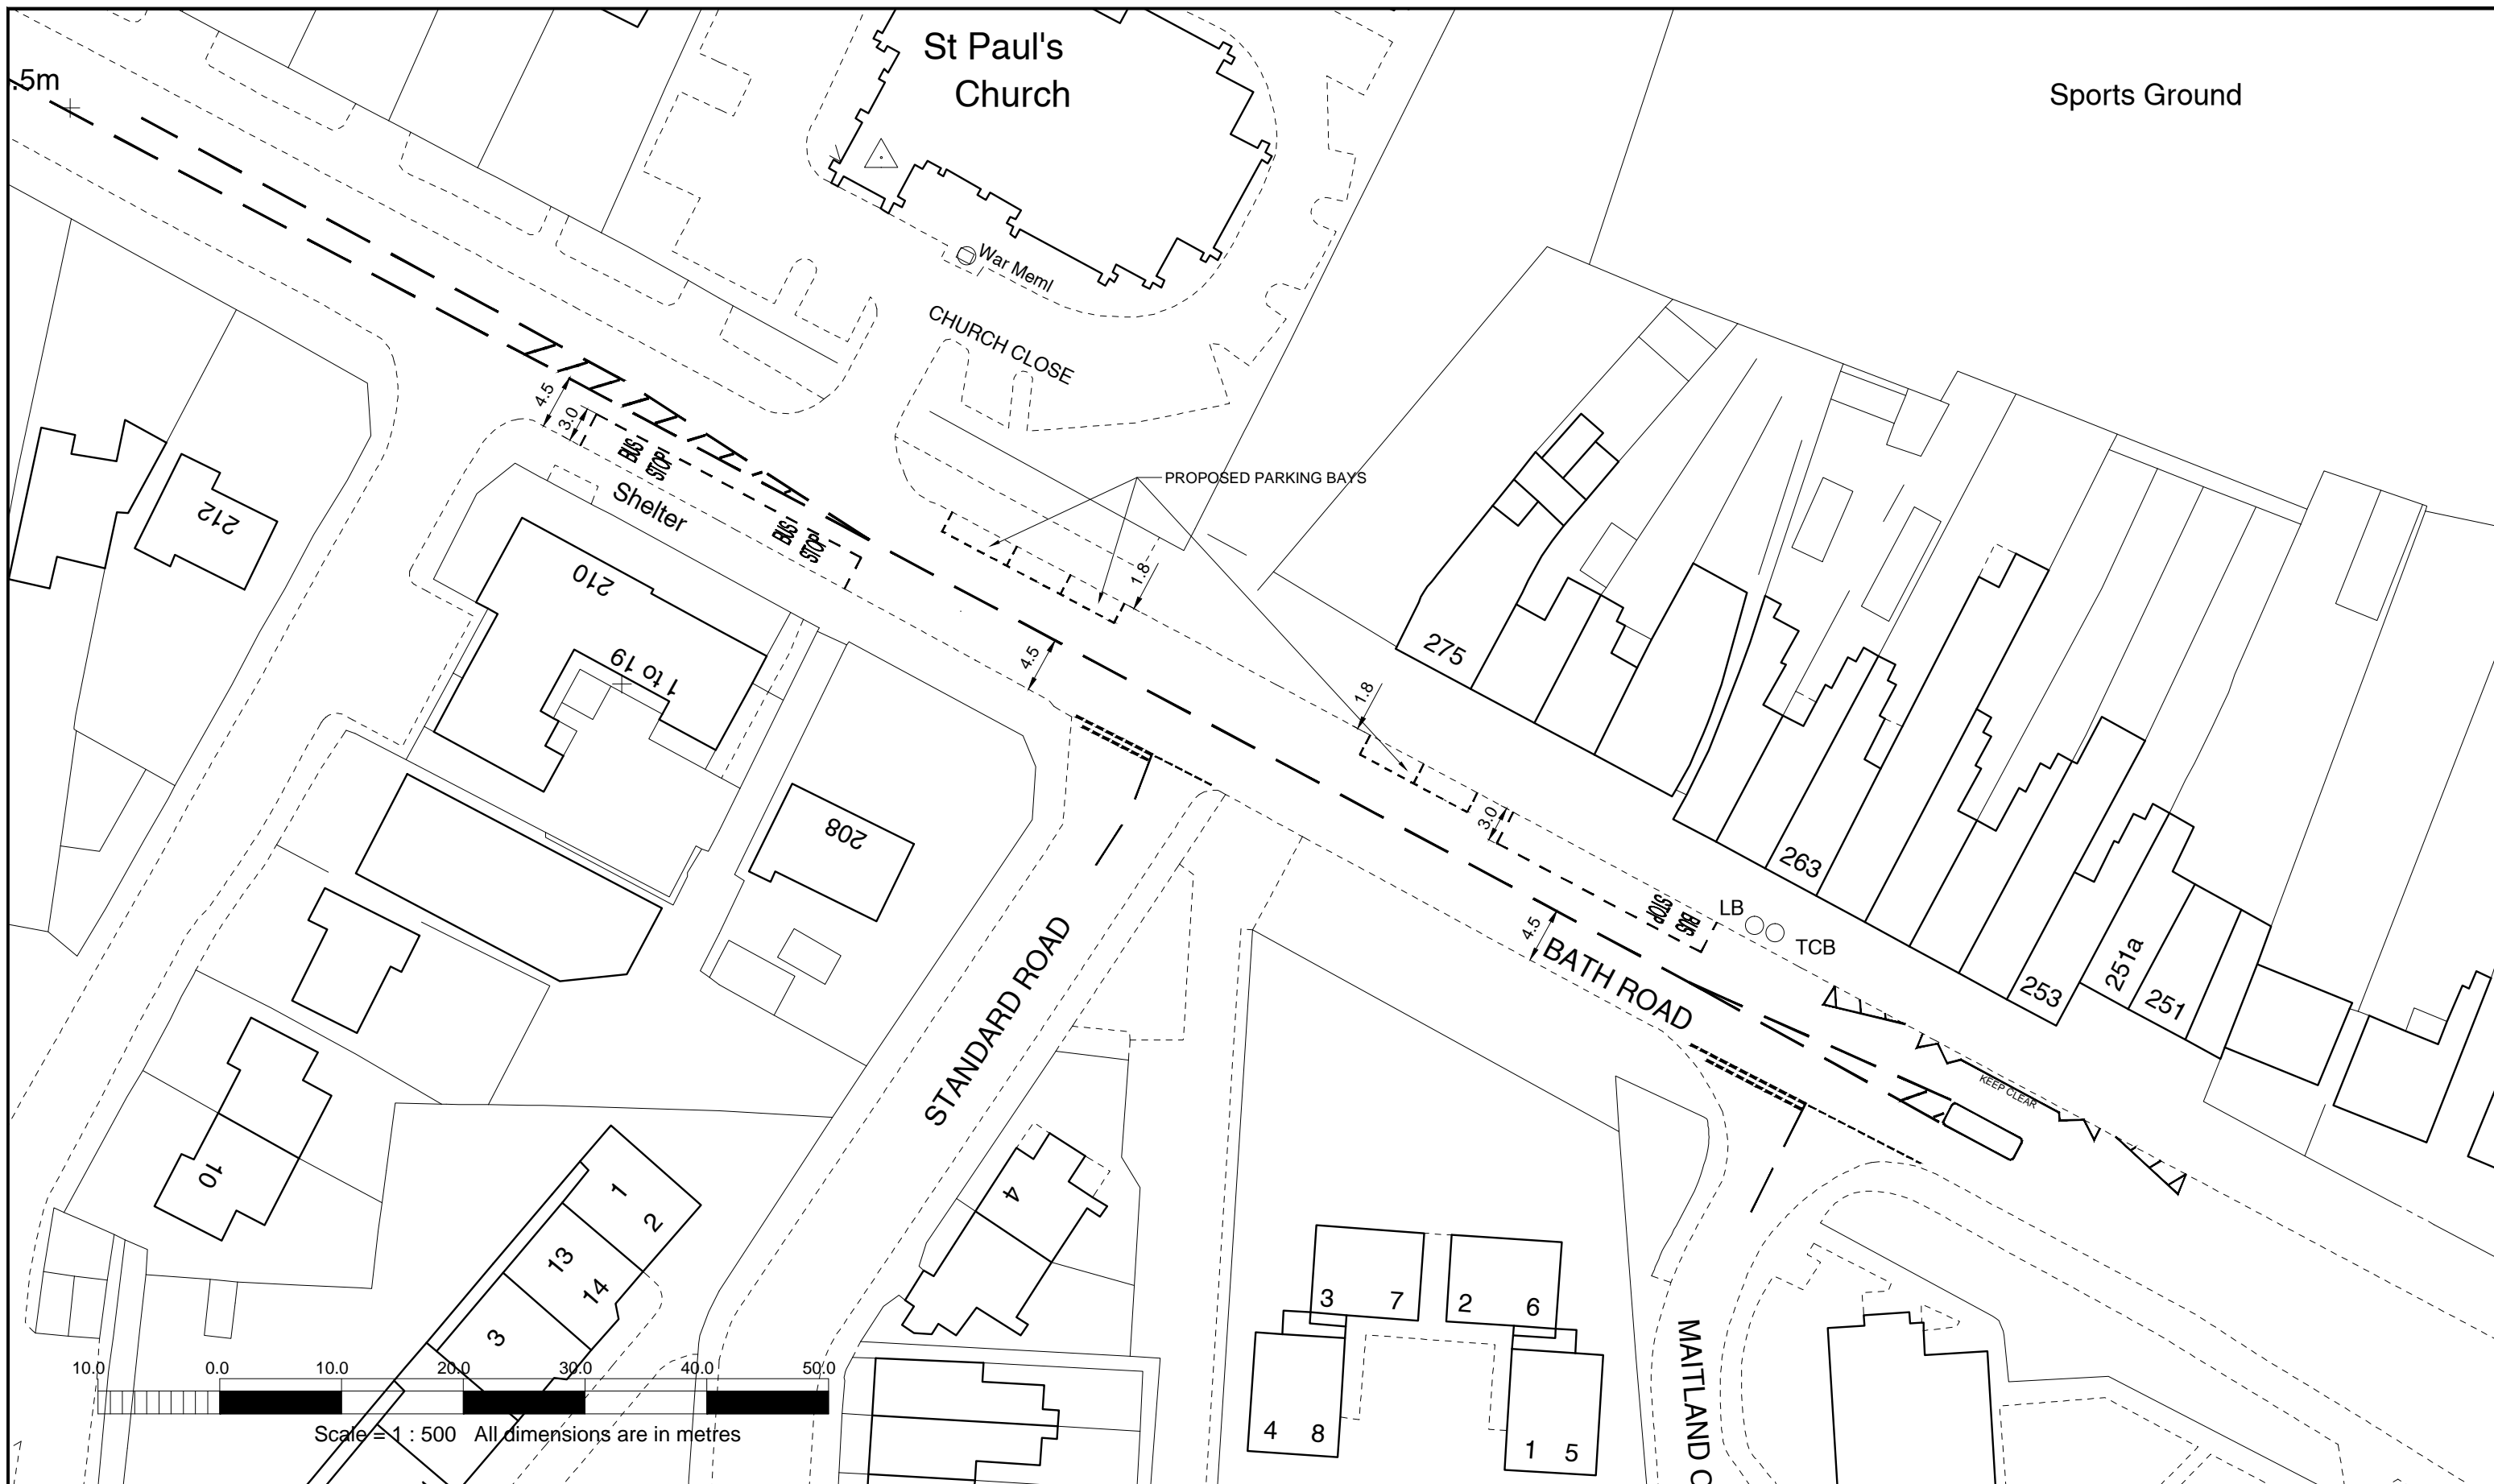 St Paul's
Church
Sports Ground
.5m
War Meml
CHURCH CLOSE
4.5
3.0
BUS
STOP
Shelter
BUS
STOP
PROPOSED PARKING BAYS
1.8
212
210
1 to 19
4.5
275
1.8
3.0
208
263
BUS
STOP
LB
TCB
4.5
BATH ROAD
253
251a
251
KEEP CLEAR
STANDARD ROAD
10
1
2
13
14
3
4
3
7
2
6
4
8
1
5
MAITLAND C
10.0 0.0 10.0 20.0 30.0 40.0 50.0
Scale = 1 : 500 All dimensions are in metres